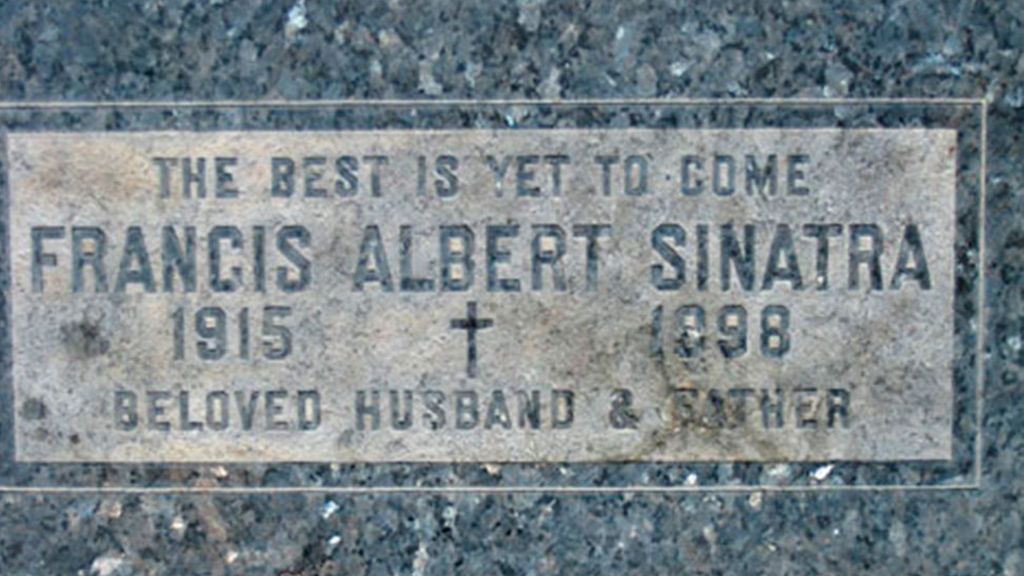 THE BEST IS YET TO COME
FRANCIS ALBERT SINATRA
1915 1998
BELOVED HUSBAND & FATHER